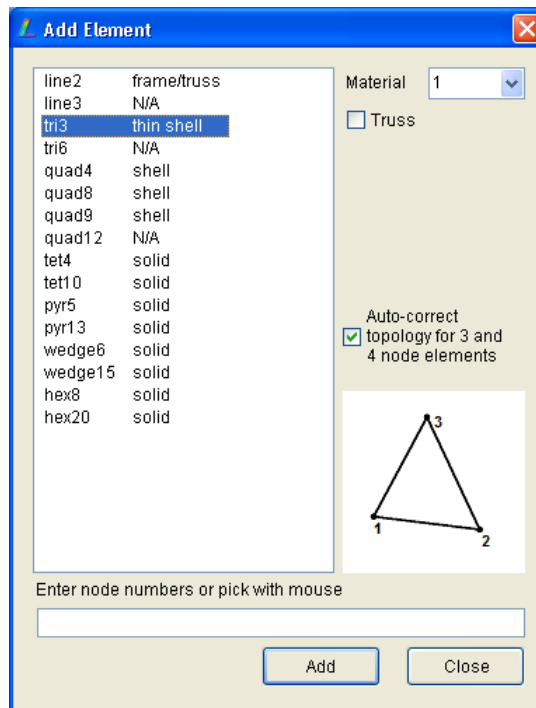 Add Element
line2 frame/truss
line3 N/A
tri3 thin shell
tri6 N/A
quad4 shell
quad8 shell
quad9 shell
quad12 N/A
tet4 solid
tet10 solid
pyr5 solid
pyr13 solid
wedge6 solid
wedge15 solid
hex8 solid
hex20 solid
Material 1
Truss
Auto-correct
topology for 3 and
4 node elements
3
1
2
Enter node numbers or pick with mouse
Add Close